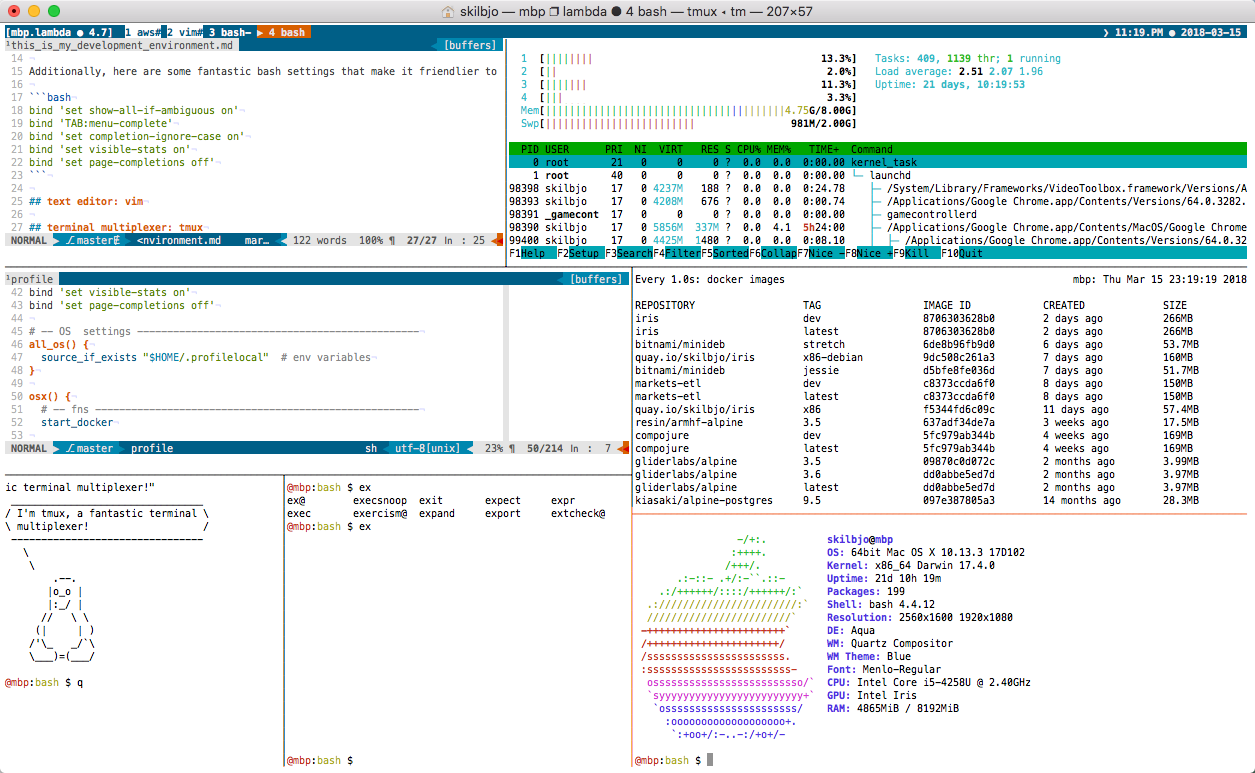 skilbjo — mbp ❐ lambda ● 4 bash — tmux ◂ tm — 207×57
[mbp.lambda ● 4.7] 1 aws# 2 vim# 3 bash- ▶ 4 bash
❯ 11:19.PM ● 2018-03-15
¹this_is_my_development_environment.md [buffers]
14 ¬
15 Additionally, here are some fantastic bash settings that make it friendlier to
16 ¬
17 ```bash¬
18 bind 'set show-all-if-ambiguous on'¬
19 bind 'TAB:menu-complete'¬
20 bind 'set completion-ignore-case on'¬
21 bind 'set visible-stats on'¬
22 bind 'set page-completions off'¬
23 ```¬
24 ¬
25 ## text editor: vim¬
26 ¬
27 ## terminal multiplexer: tmux
NORMAL master <nvironment.md mar… 122 words 100% ¶ 27/27 ln : 25
1 [|||||||| 13.3%] Tasks: 409, 1139 thr; 1 running
2 [|| 2.0%] Load average: 2.51 2.07 1.96
3 [||||||| 11.3%] Uptime: 21 days, 10:19:53
4 [||| 3.3%]
Mem[||||||||||||||||||||||||||||||||||||||||4.75G/8.00G]
Swp[||||||||||||||||||||||||| 981M/2.00G]
PID USER PRI NI VIRT RES S CPU% MEM% TIME+ Command
0 root 21 0 0 0 ? 0.0 0.0 0:00.00 kernel_task
1 root 40 0 0 0 ? 0.0 0.0 0:00.00 └─ launchd
98398 skilbjo 17 0 4237M 188 ? 0.0 0.0 0:24.78 ├─ /System/Library/Frameworks/VideoToolbox.framework/Versions/A
98393 skilbjo 17 0 4208M 676 ? 0.0 0.0 0:00.74 ├─ /Applications/Google Chrome.app/Contents/Versions/64.0.3282.
98391 _gamecont 17 0 0 0 ? 0.0 0.0 0:00.00 ├─ gamecontrollerd
98390 skilbjo 17 0 5856M 337M ? 0.0 4.1 5h24:00 ├─ /Applications/Google Chrome.app/Contents/MacOS/Google Chrome
99400 skilbjo 17 0 4425M 1480 ? 0.0 0.0 0:08.10 │ ├─ /Applications/Google Chrome.app/Contents/Versions/64.0.32
F1Help F2Setup F3SearchF4FilterF5SortedF6CollapF7Nice -F8Nice +F9Kill F10Quit
¹profile [buffers]
42 bind 'set visible-stats on'¬
43 bind 'set page-completions off'¬
44 ¬
45 # -- OS settings -----------------------------------------------¬
46 all_os() {¬
47 source_if_exists "$HOME/.profilelocal" # env variables¬
48 }¬
49 ¬
50 osx() {¬
51 # -- fns ------------------------------------------------------¬
52 start_docker¬
53 ¬
NORMAL master profile sh utf-8[unix] 23% ¶ 50/214 ln : 7
Every 1.0s: docker images mbp: Thu Mar 15 23:19:19 2018
REPOSITORY TAG IMAGE ID CREATED SIZE
iris dev 8706303628b0 2 days ago 266MB
iris latest 8706303628b0 2 days ago 266MB
bitnami/minideb stretch 6de8b96fb9d0 6 days ago 53.7MB
quay.io/skilbjo/iris x86-debian 9dc508c261a3 7 days ago 160MB
bitnami/minideb jessie d5bfe8fe036d 7 days ago 51.7MB
markets-etl dev c8373ccda6f0 8 days ago 150MB
markets-etl latest c8373ccda6f0 8 days ago 150MB
quay.io/skilbjo/iris x86 f5344fd6c09c 11 days ago 57.4MB
resin/armhf-alpine 3.5 637adf34de7a 3 weeks ago 17.5MB
compojure dev 5fc979ab344b 4 weeks ago 169MB
compojure latest 5fc979ab344b 4 weeks ago 169MB
gliderlabs/alpine 3.5 09870c0d072c 2 months ago 3.99MB
gliderlabs/alpine 3.6 dd0abbe5ed7d 2 months ago 3.97MB
gliderlabs/alpine latest dd0abbe5ed7d 2 months ago 3.97MB
kiasaki/alpine-postgres 9.5 097e387805a3 14 months ago 28.3MB
ic terminal multiplexer!"
________________________________
/ I'm tmux, a fantastic terminal \
\ multiplexer! /
--------------------------------
\
\
.--.
|o_o |
|:_/ |
// \ \
(| | )
/'\_ _/`\
\___)=(___/
@mbp:bash $ q
@mbp:bash $ ex
ex@ execsnoop exit expect expr
exec exercism@ expand export extcheck@
@mbp:bash $ ex
@mbp:bash $
-/+:.
:++++.
/+++/.
.:-::- .+/:-``.::-
.:/++++++/::::/++++++/:`
.:///////////////////////:`
////////////////////////`
-+++++++++++++++++++++++`
/++++++++++++++++++++++/
/sssssssssssssssssssssss.
:ssssssssssssssssssssssss-
osssssssssssssssssssssssso/`
`syyyyyyyyyyyyyyyyyyyyyyyy+`
`ossssssssssssssssssssss/
:ooooooooooooooooooo+.
`:+oo+/:-..-:/+o+/-
skilbjo@mbp
OS: 64bit Mac OS X 10.13.3 17D102
Kernel: x86_64 Darwin 17.4.0
Uptime: 21d 10h 19m
Packages: 199
Shell: bash 4.4.12
Resolution: 2560x1600 1920x1080
DE: Aqua
WM: Quartz Compositor
WM Theme: Blue
Font: Menlo-Regular
CPU: Intel Core i5-4258U @ 2.40GHz
GPU: Intel Iris
RAM: 4865MiB / 8192MiB
@mbp:bash $